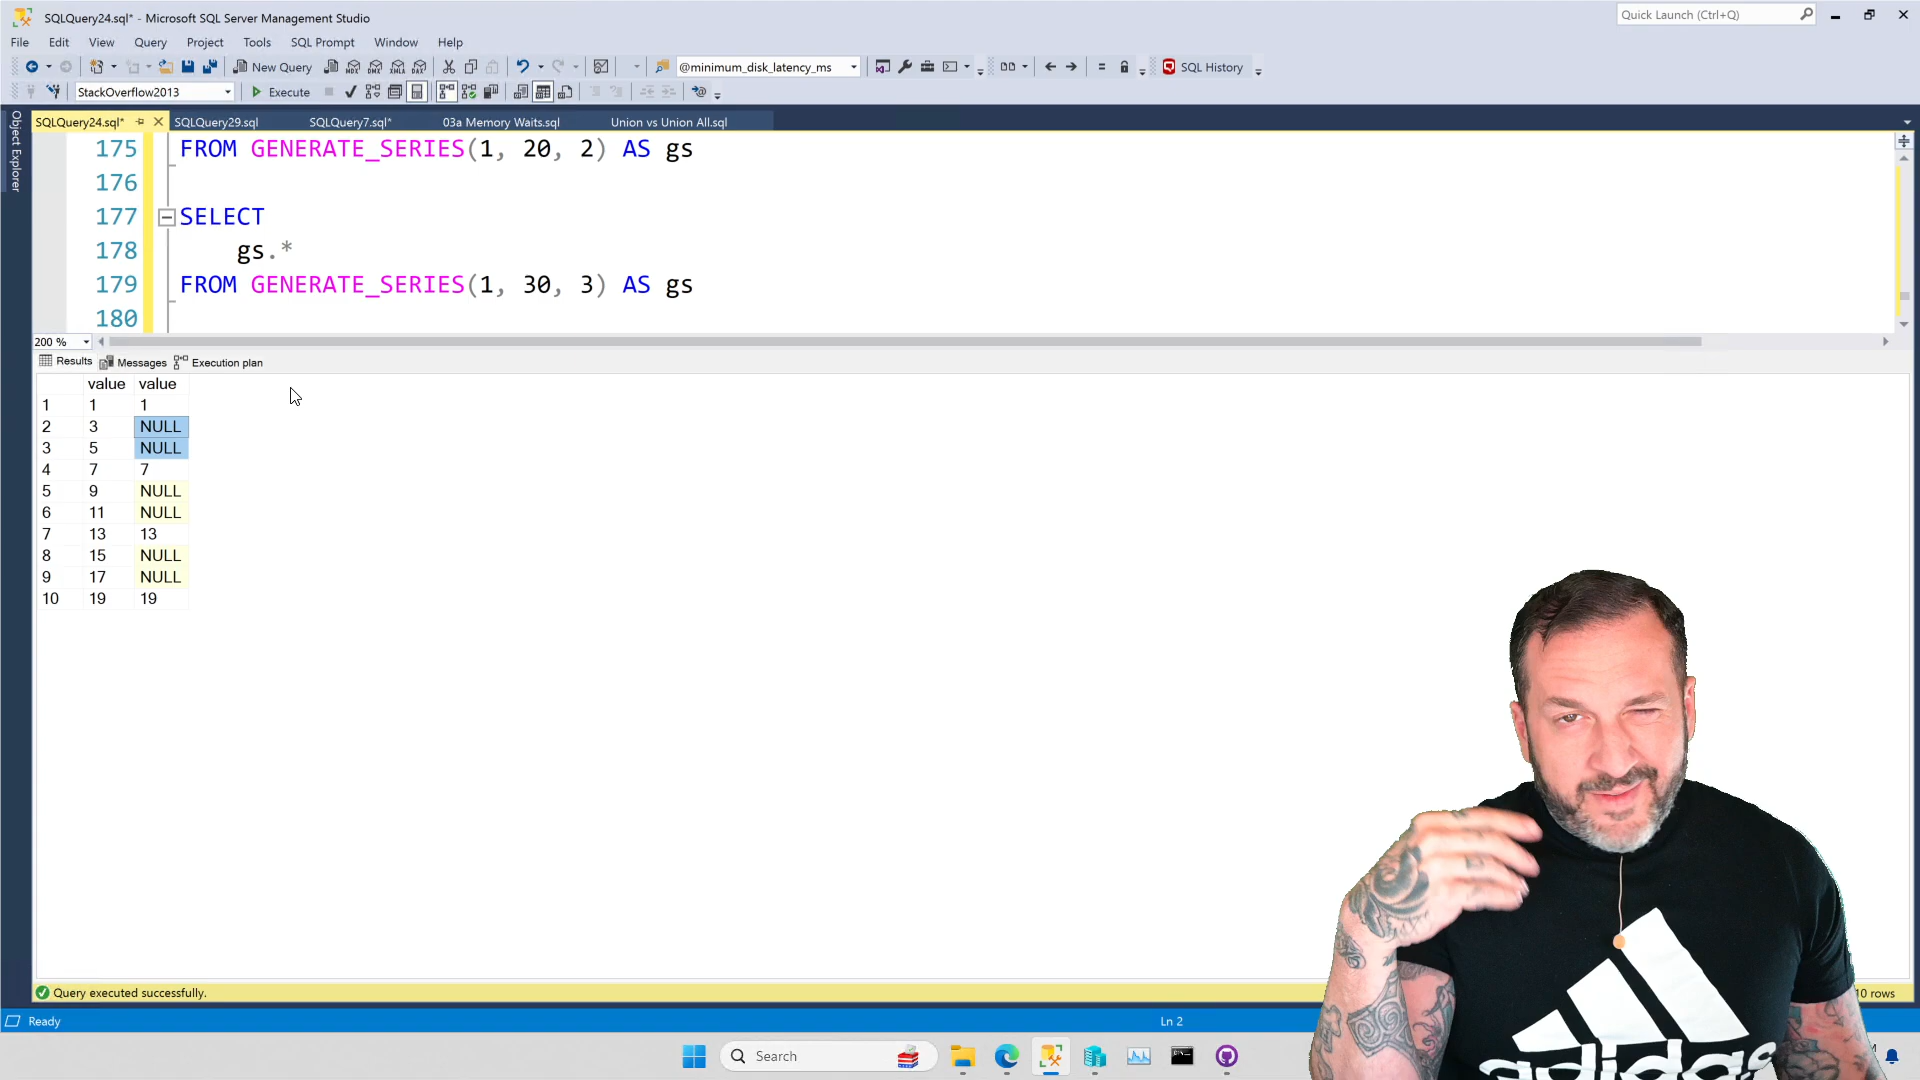 SQLQuery24.sql* - Microsoft SQL Server Management Studio
Quick Launch (Ctrl+Q)
File Edit View Query Project Tools SQL Prompt Window Help
New Query @minimum_disk_latency_ms SQL History
StackOverflow2013 Execute
SQLQuery24.sql* SQLQuery29.sql SQLQuery7.sql* 03a Memory Waits.sql Union vs Union All.sql
Object Explorer
175 FROM GENERATE_SERIES(1, 20, 2) AS gs
176
177 SELECT
178 gs.*
179 FROM GENERATE_SERIES(1, 30, 3) AS gs
180
200 %
Results Messages Execution plan
value value
1 1 1
2 3 NULL
3 5 NULL
4 7 7
5 9 NULL
6 11 NULL
7 13 13
8 15 NULL
9 17 NULL
10 19 19
Query executed successfully. 10 rows
Ready Ln 2
Search
adidas